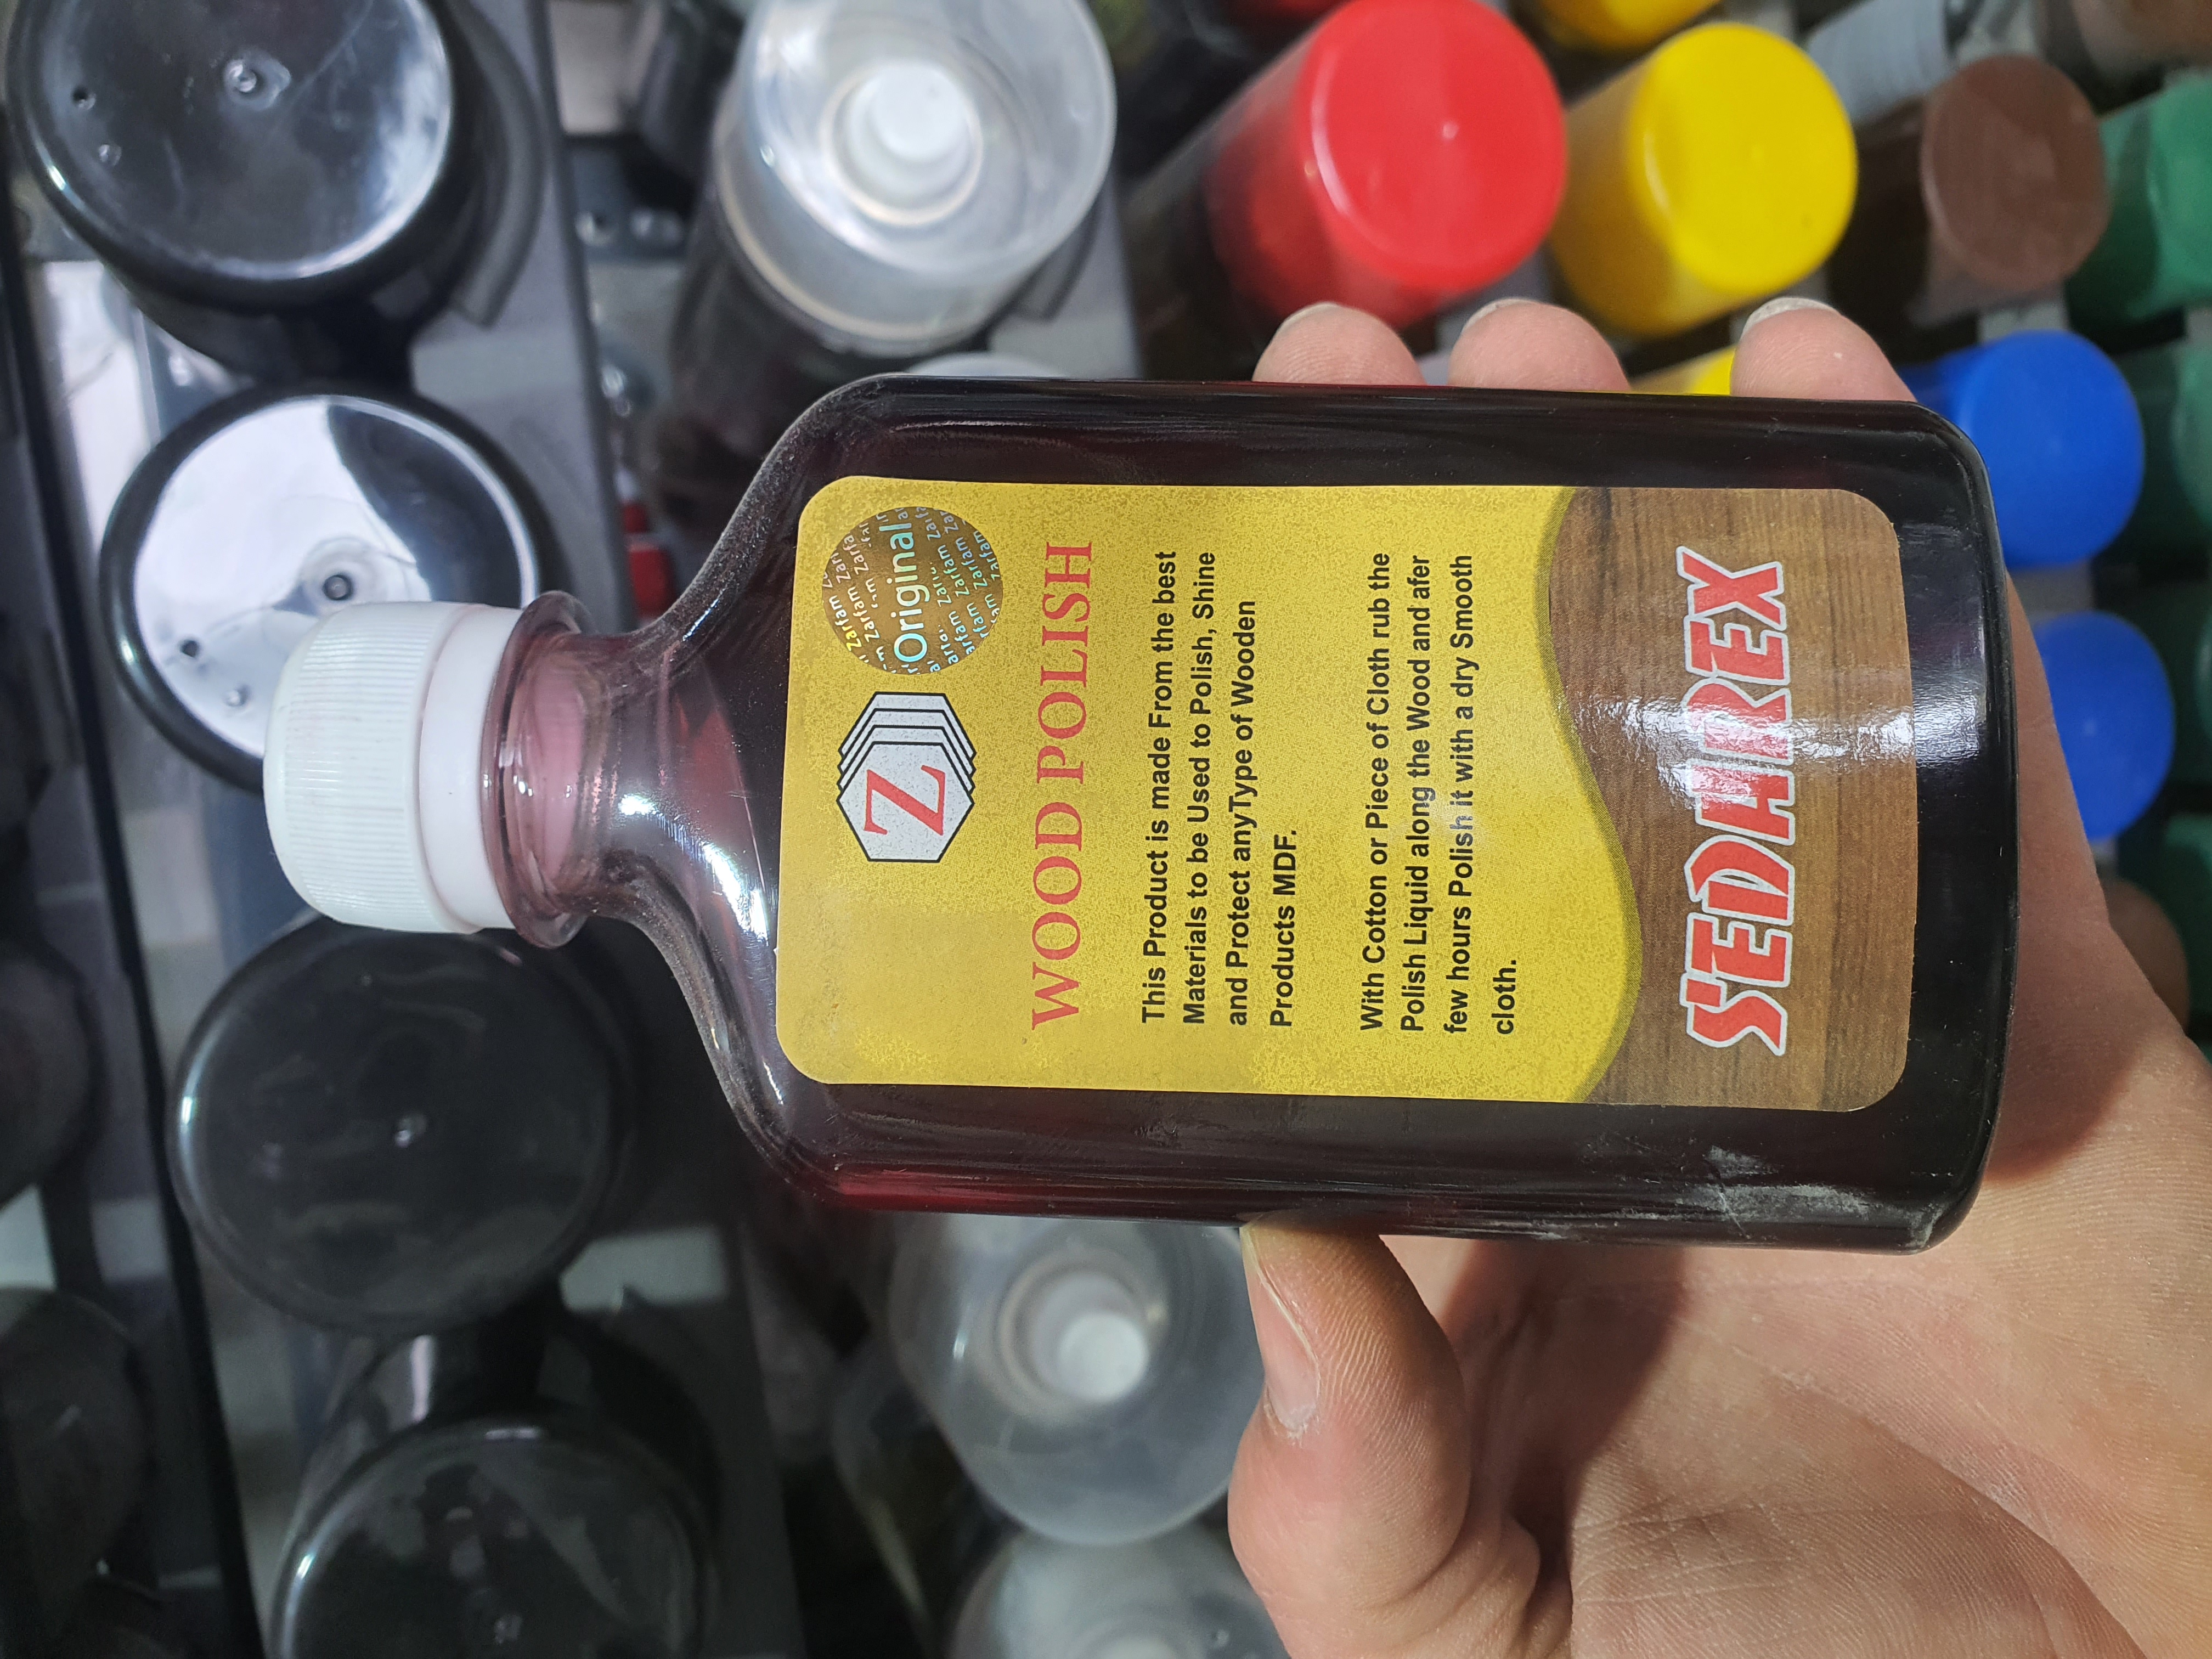 Original
Zarfam
Z
WOOD POLISH
This Product is made From the best
Materials to be Used to Polish, Shine
and Protect anyType of Wooden
Products MDF.
With Cotton or Piece of Cloth rub the
Polish Liquid along the Wood and afer
few hours Polish it with a dry Smooth
cloth.
SEDAREX